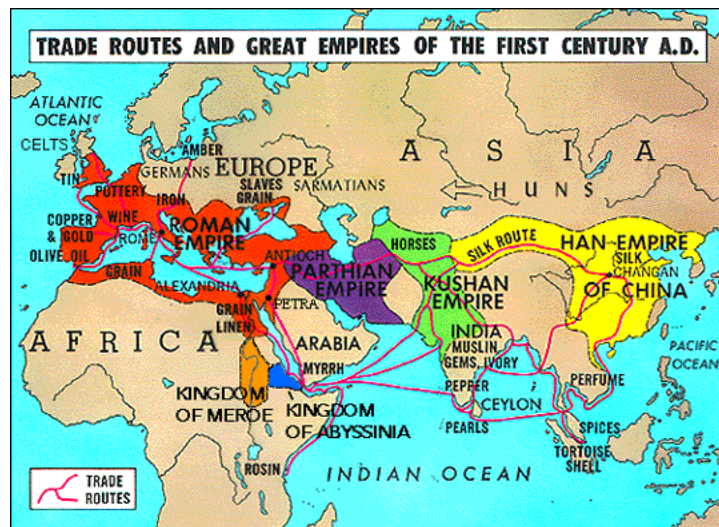 TRADE ROUTES AND GREAT EMPIRES OF THE FIRST CENTURY A.D.
ATLANTIC
OCEAN
CELTS
AMBER
GERMANS
EUROPE
ASIA
TIN
SLAVES
GRAIN
SARMATIANS
HUNS
POTTERY
IRON
COPPER
& GOLD
WINE
ROMAN
EMPIRE
ROME
OLIVE OIL
HORSES
SILK ROUTE
HAN EMPIRE
SILK
CHANGAN
OF CHINA
GRAIN
ANTIOCH
PARTHIAN
EMPIRE
KUSHAN
EMPIRE
ALEXANDRIA
PETRA
GRAIN
LINEN
AFRICA
ARABIA
INDIA
MUSLIN
GEMS, IVORY
PACIFIC
OCEAN
MYRRH
KINGDOM
OF MEROE
KINGDOM
OF ABYSSINIA
PEPPER
CEYLON
PEARLS
PERFUME
SPICES
TORTOISE
SHELL
ROSIN
INDIAN OCEAN
TRADE
ROUTES